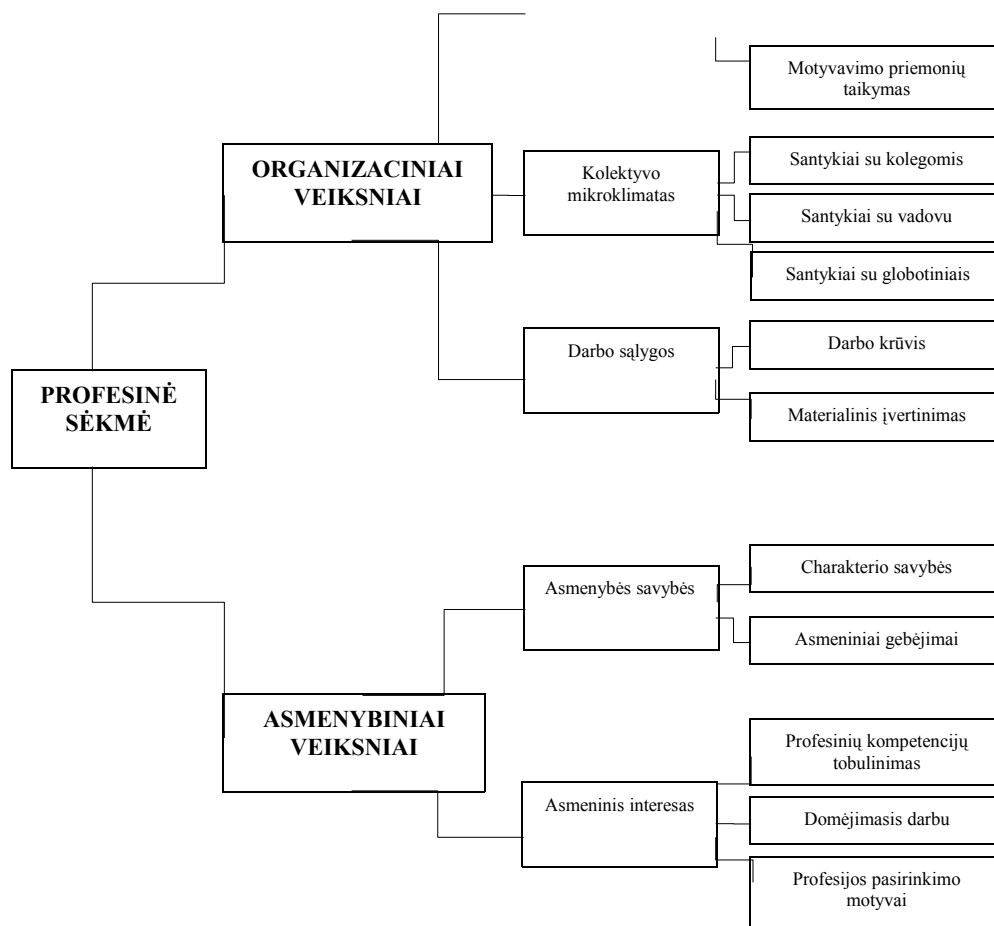 Motyvavimo priemonių
taikymas
ORGANIZACINIAI
VEIKSNIAI
Kolektyvo
mikroklimatas
Santykiai su kolegomis
Santykiai su vadovu
Santykiai su globotiniais
Darbo sąlygos
Darbo krūvis
Materialinis įvertinimas
PROFESINĖ
SĖKMĖ
Asmenybės savybės
Charakterio savybės
Asmeniniai gebėjimai
ASMENYBINIAI
VEIKSNIAI
Asmeninis interesas
Profesinių kompetencijų
tobulinimas
Domėjimasis darbu
Profesijos pasirinkimo
motyvai